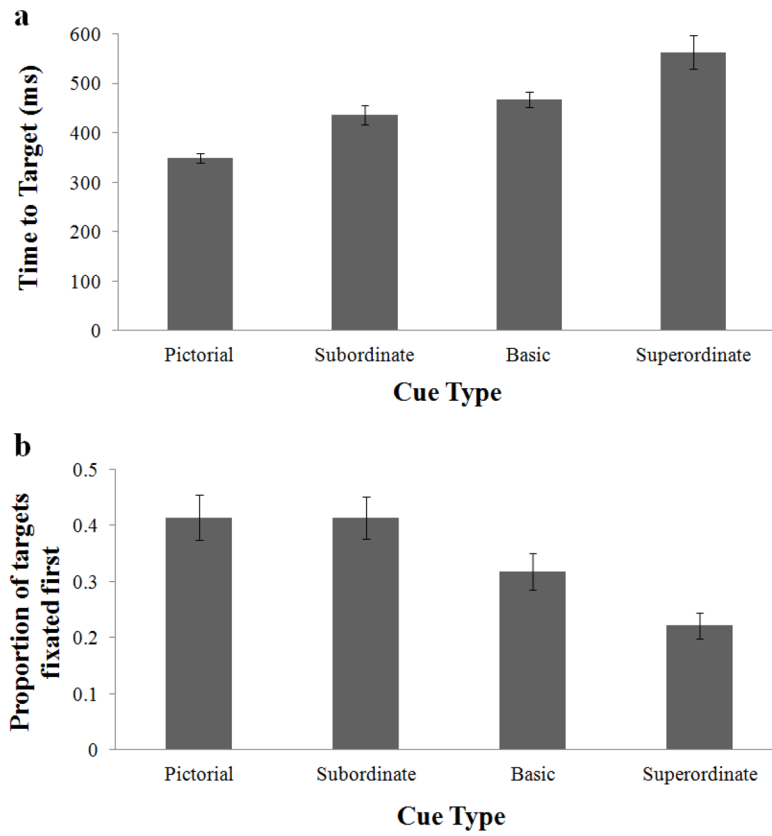 a
Time to Target (ms)
600
500
400
300
200
100
0
Pictorial Subordinate Basic Superordinate
Cue Type
b
Proportion of targets
fixated first
0.5
0.4
0.3
0.2
0.1
0
Pictorial Subordinate Basic Superordinate
Cue Type